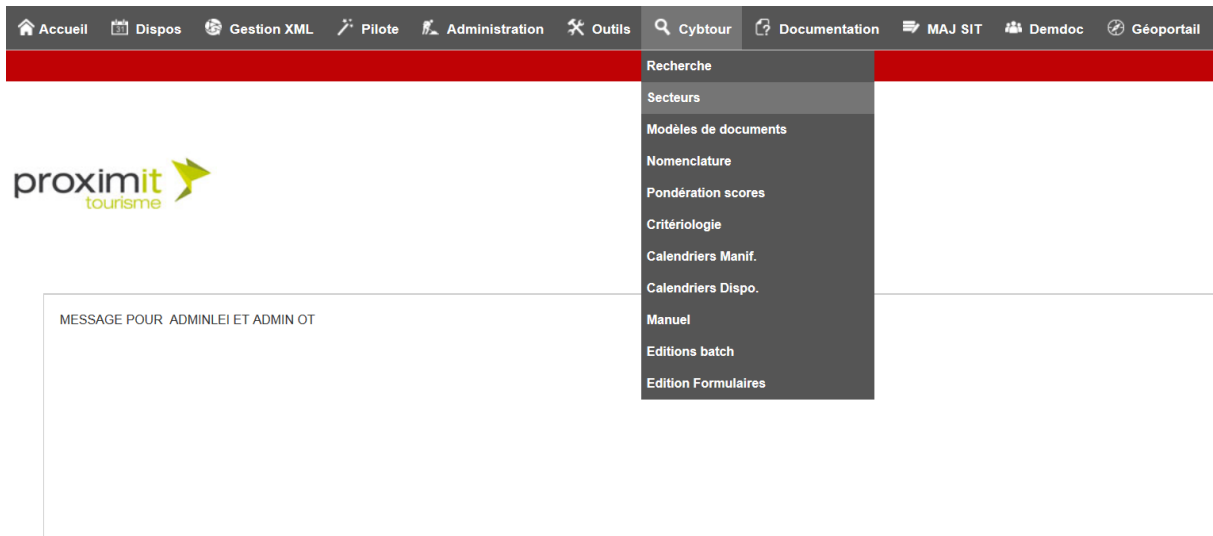 Accueil Dispos Gestion XML Pilote Administration Outils Cybtour Documentation MAJ SIT Demdoc Géoportail
Recherche
Secteurs
Modèles de documents
Nomenclature
Pondération scores
Critériologie
Calendriers Manif.
Calendriers Dispo.
Manuel
Editions batch
Edition Formulaires
proximit
tourisme
MESSAGE POUR ADMINLEI ET ADMIN OT